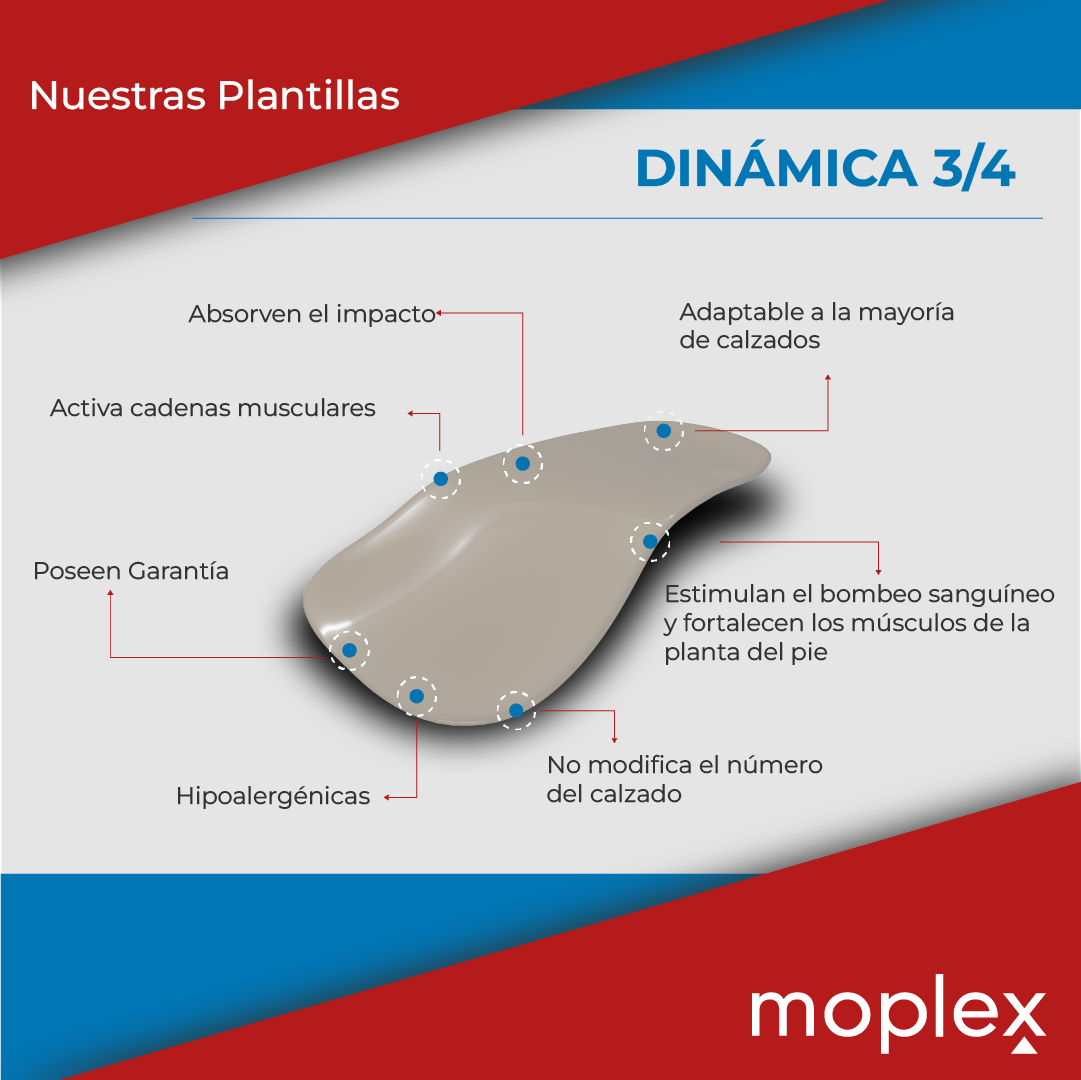 Nuestras Plantillas
DINÁMICA 3/4
Absorven el impacto
Adaptable a la mayoría
de calzados
Activa cadenas musculares
Poseen Garantía
Estimulan el bombeo sanguíneo
y fortalecen los músculos de la
planta del pie
No modifica el número
del calzado
Hipoalergénicas
moplex